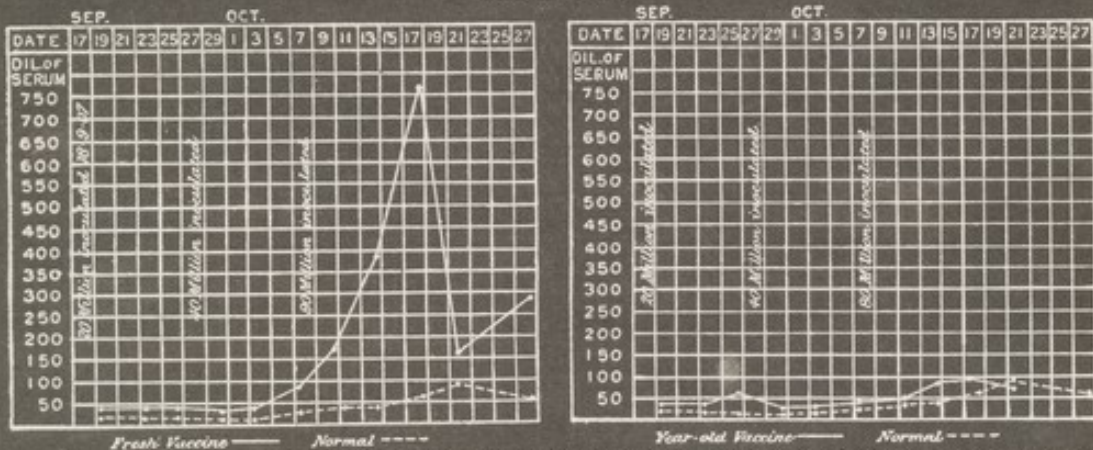 SEP. OCT.
DATE 17 19 21 23 25 27 29 1 3 5 7 9 11 13 15 17 19 21 23 25 27
DIL. OF
SERUM
750
700
650
600
550
500
450
400
350
300
250
200
150
100
50
20 Million inoculated 18·9·07
40 Million inoculated
80 Million inoculated
Fresh Vaccine Normal
SEP. OCT.
DATE 17 19 21 23 25 27 29 1 3 5 7 9 11 13 15 17 19 21 23 25 27
DIL. OF
SERUM
750
700
650
600
550
500
450
400
350
300
250
200
150
100
50
20 Million inoculated
40 Million inoculated
80 Million inoculated
Year-old Vaccine Normal